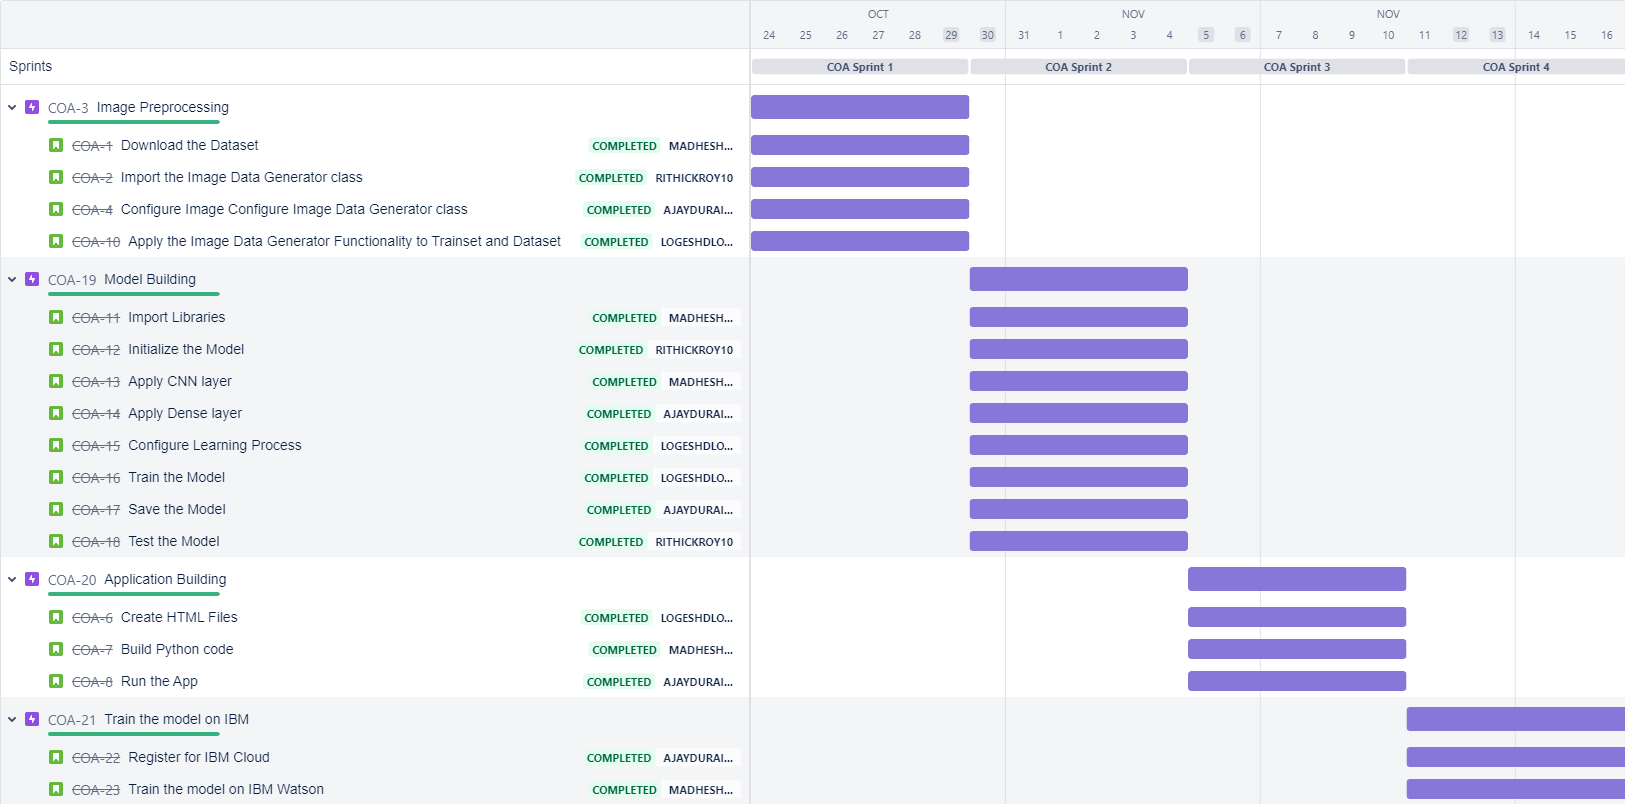 OCT NOV NOV
24 25 26 27 28 29 30 31 1 2 3 4 5 6 7 8 9 10 11 12 13 14 15 16
Sprints COA Sprint 1 COA Sprint 2 COA Sprint 3 COA Sprint 4
COA-3 Image Preprocessing
COA-1 Download the Dataset COMPLETED MADHESH...
COA-2 Import the Image Data Generator class COMPLETED RITHICKROY10
COA-4 Configure Image Configure Image Data Generator class COMPLETED AJAYDURAI...
COA-10 Apply the Image Data Generator Functionality to Trainset and Dataset COMPLETED LOGESHDLO...
COA-19 Model Building
COA-11 Import Libraries COMPLETED MADHESH...
COA-12 Initialize the Model COMPLETED RITHICKROY10
COA-13 Apply CNN layer COMPLETED MADHESH...
COA-14 Apply Dense layer COMPLETED AJAYDURAI...
COA-15 Configure Learning Process COMPLETED LOGESHDLO...
COA-16 Train the Model COMPLETED LOGESHDLO...
COA-17 Save the Model COMPLETED AJAYDURAI...
COA-18 Test the Model COMPLETED RITHICKROY10
COA-20 Application Building
COA-6 Create HTML Files COMPLETED LOGESHDLO...
COA-7 Build Python code COMPLETED MADHESH...
COA-8 Run the App COMPLETED AJAYDURAI...
COA-21 Train the model on IBM
COA-22 Register for IBM Cloud COMPLETED AJAYDURAI...
COA-23 Train the model on IBM Watson COMPLETED MADHESH...